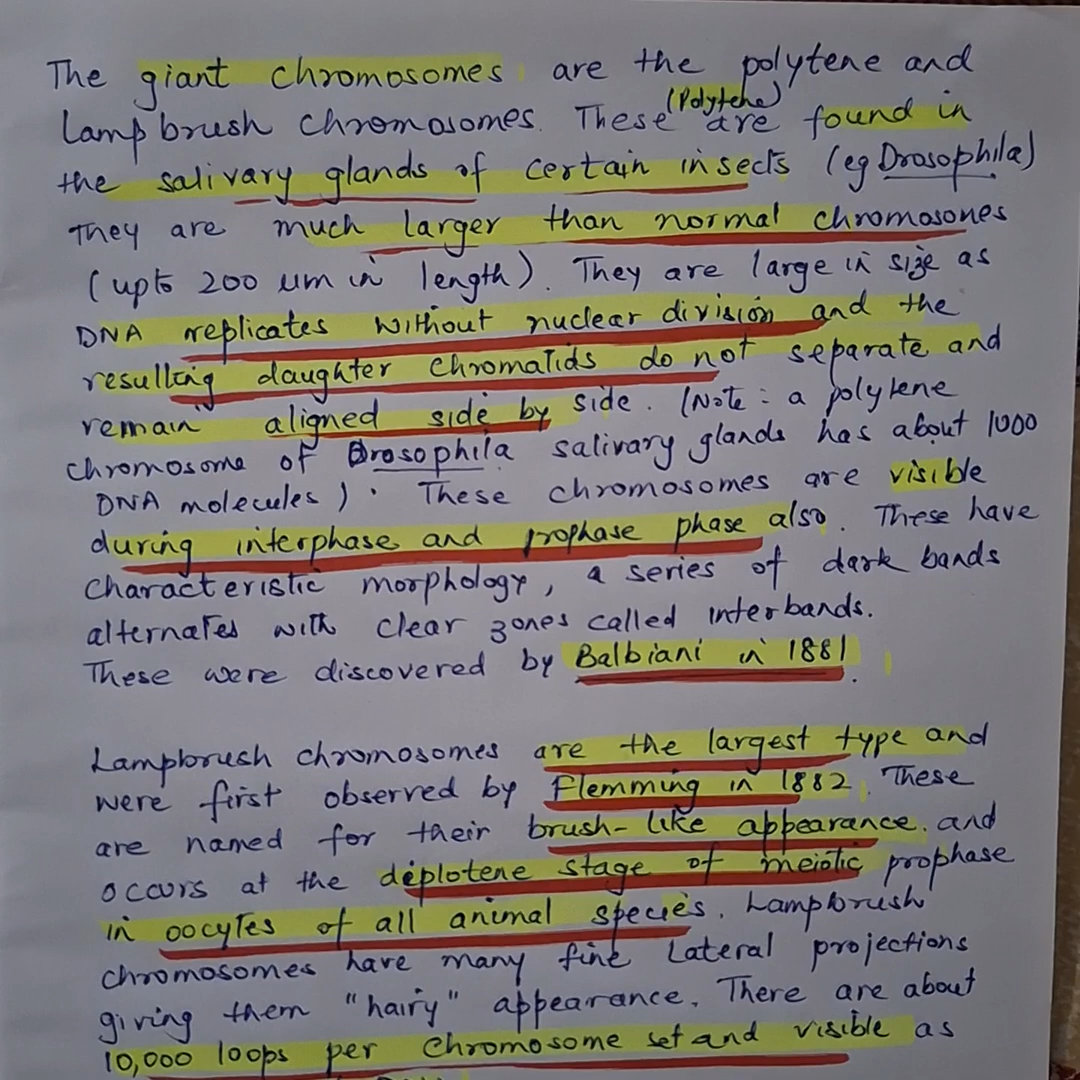 The giant chromosomes are the polytene and
(Polytene)
Lampbrush chromosomes. These are found in
the salivary glands of certain insects (eg Drosophila)
They are much larger than normal chromosones
(upto 200 um in length). They are large in size as
DNA replicates without nuclear division and the
resulting daughter chromatids do not separate and
remain aligned side by side. (Note: a polytene
chromosome of Drosophila salivary glands has about 1000
DNA molecules). These chromosomes are visible
during interphase and prophase phase also. These have
characteristic morphology, a series of dark bands
alternates with clear zones called interbands.
These were discovered by Balbiani in 1881.
Lampbrush chromosomes are the largest type and
were first observed by Flemming in 1882. These
are named for their brush-like appearance, and
occurs at the deplotene stage of meiotic prophase
in oocytes of all animal species. Lampbrush
chromosomes have many fine lateral projections
giving them "hairy" appearance. There are about
10,000 loops per chromosome set and visible as